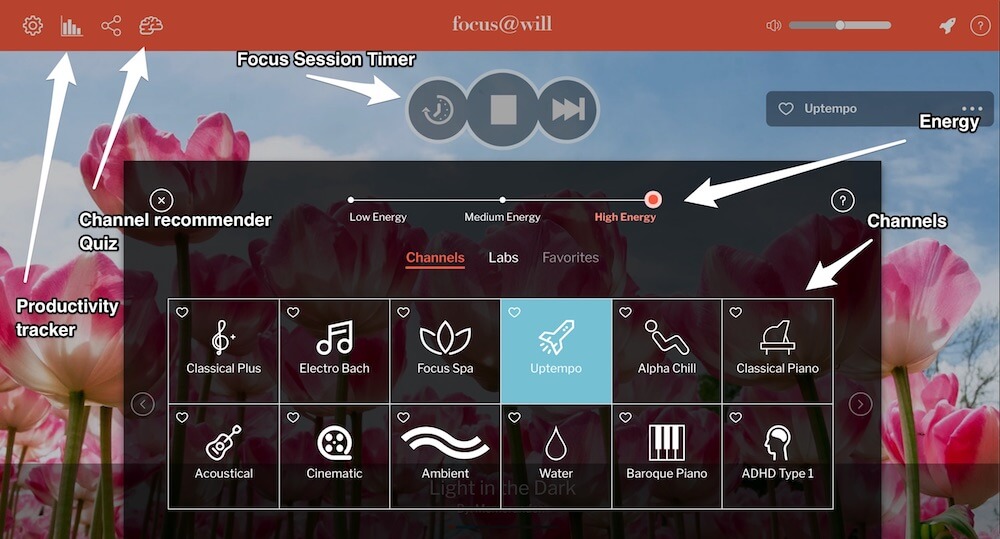 focus@will
?
Focus Session Timer
Uptempo
Energy
Channel recommender
Quiz
Low Energy
Medium Energy
High Energy
?
Channels
Productivity
tracker
Channels
Labs
Favorites
Classical Plus
Electro Bach
Focus Spa
Uptempo
Alpha Chill
Classical Piano
Acoustical
Cinematic
Ambient
Water
Baroque Piano
ADHD Type 1
Light in the Dark